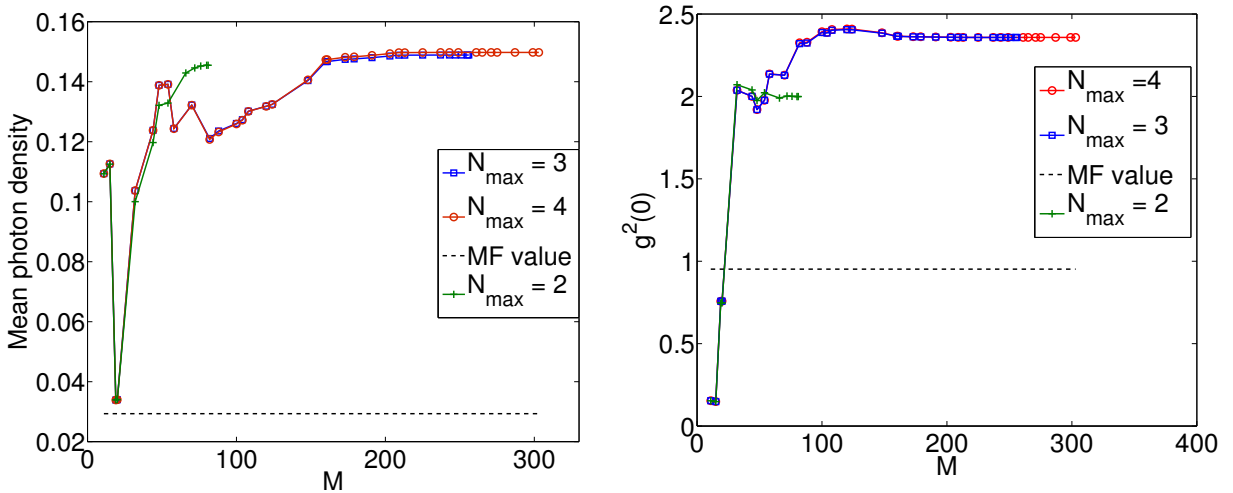 0.16
0.14
0.12
0.1
0.08
0.06
0.04
0.02
Mean photon density
0
100
200
300
M
N_max = 3
N_max = 4
MF value
N_max = 2
2.5
2
1.5
1
0.5
0
g^2(0)
0
100
200
300
400
M
N_max = 4
N_max = 3
MF value
N_max = 2